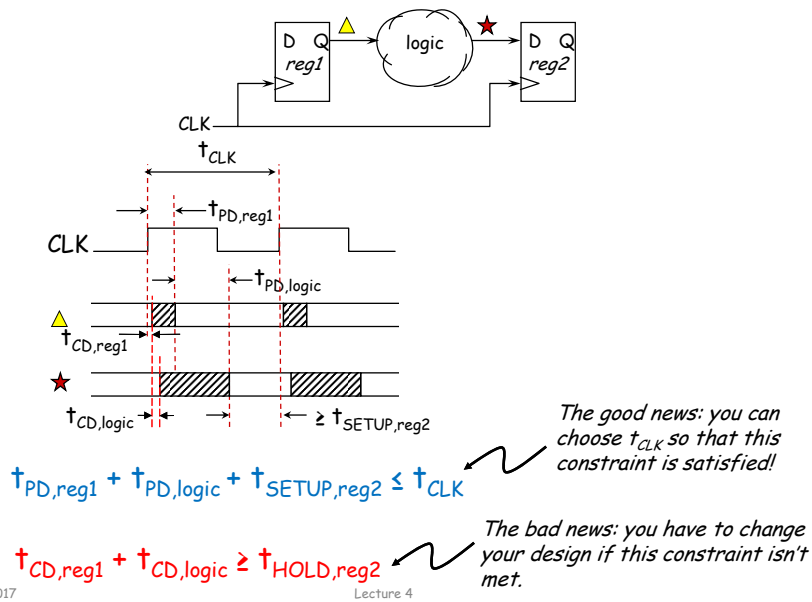 D Q
reg1
logic
D Q
reg2
CLK
tCLK
tPD,reg1
CLK
tPD,logic
tCD,reg1
tCD,logic
≥ tSETUP,reg2
The good news: you can
choose tCLK so that this
constraint is satisfied!
tPD,reg1 + tPD,logic + tSETUP,reg2 ≤ tCLK
The bad news: you have to change
your design if this constraint isn't
met.
tCD,reg1 + tCD,logic ≥ tHOLD,reg2
Lecture 4